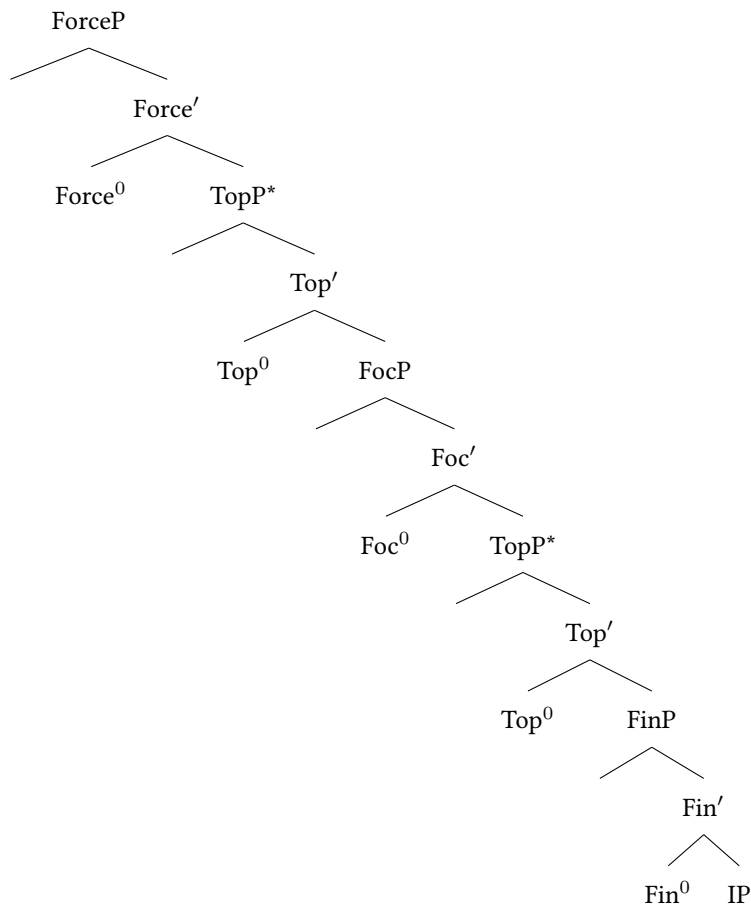 ForceP
Force′
Force⁰ TopP*
Top′
Top⁰ FocP
Foc′
Foc⁰ TopP*
Top′
Top⁰ FinP
Fin′
Fin⁰ IP